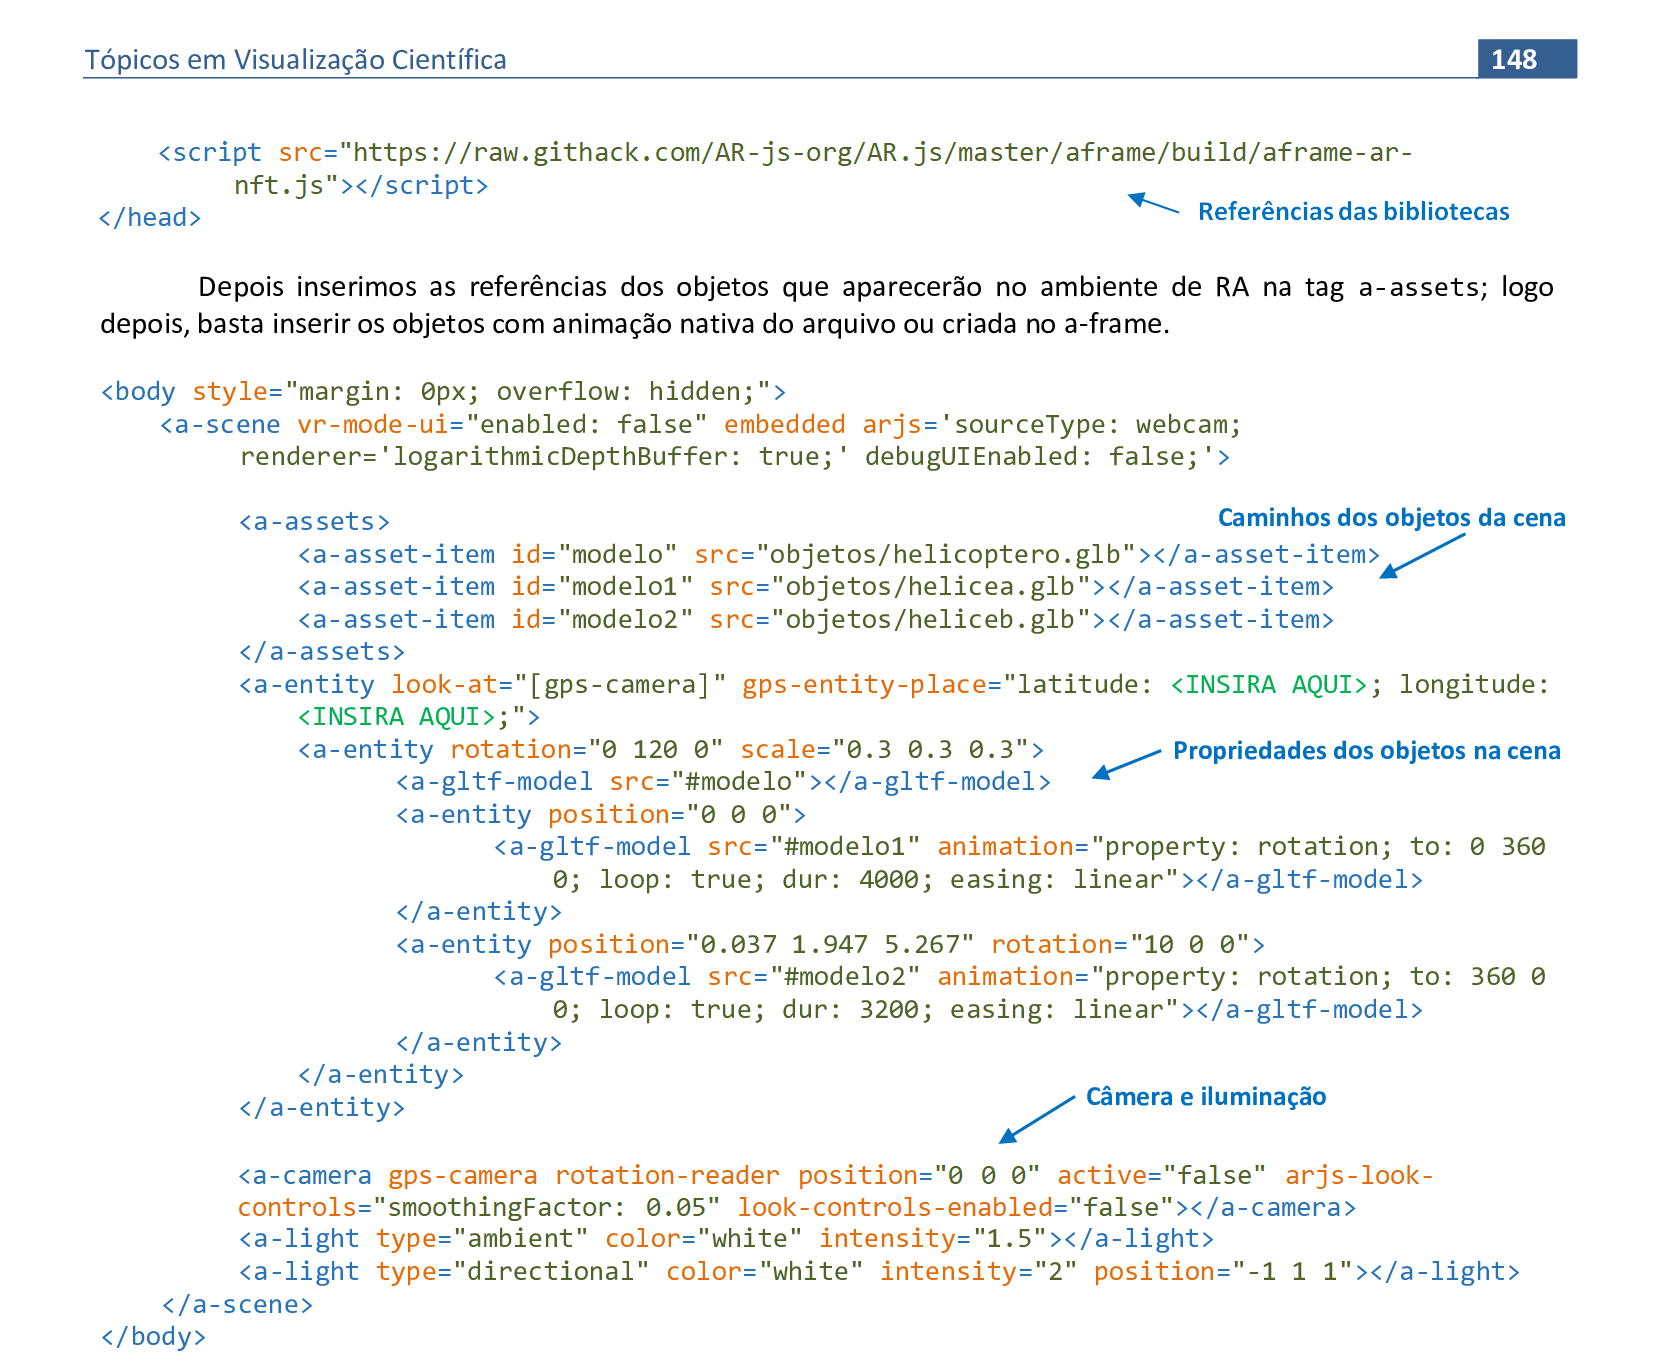 Tópicos em Visualização Científica 148
<script src="https://raw.githack.com/AR-js-org/AR.js/master/aframe/build/aframe-ar-
nft.js"></script>
</head>
Referências das bibliotecas
Depois inserimos as referências dos objetos que aparecerão no ambiente de RA na tag a-assets; logo
depois, basta inserir os objetos com animação nativa do arquivo ou criada no a-frame.
<body style="margin: 0px; overflow: hidden;">
<a-scene vr-mode-ui="enabled: false" embedded arjs='sourceType: webcam;
renderer='logarithmicDepthBuffer: true;' debugUIEnabled: false;'>
<a-assets>
Caminhos dos objetos da cena
<a-asset-item id="modelo" src="objetos/helicoptero.glb"></a-asset-item>
<a-asset-item id="modelo1" src="objetos/helicea.glb"></a-asset-item>
<a-asset-item id="modelo2" src="objetos/heliceb.glb"></a-asset-item>
</a-assets>
<a-entity look-at="[gps-camera]" gps-entity-place="latitude: <INSIRA AQUI>; longitude:
<INSIRA AQUI>;">
<a-entity rotation="0 120 0" scale="0.3 0.3 0.3">
Propriedades dos objetos na cena
<a-gltf-model src="#modelo"></a-gltf-model>
<a-entity position="0 0 0">
<a-gltf-model src="#modelo1" animation="property: rotation; to: 0 360
0; loop: true; dur: 4000; easing: linear"></a-gltf-model>
</a-entity>
<a-entity position="0.037 1.947 5.267" rotation="10 0 0">
<a-gltf-model src="#modelo2" animation="property: rotation; to: 360 0
0; loop: true; dur: 3200; easing: linear"></a-gltf-model>
</a-entity>
</a-entity>
</a-entity>
Câmera e iluminação
<a-camera gps-camera rotation-reader position="0 0 0" active="false" arjs-look-
controls="smoothingFactor: 0.05" look-controls-enabled="false"></a-camera>
<a-light type="ambient" color="white" intensity="1.5"></a-light>
<a-light type="directional" color="white" intensity="2" position="-1 1 1"></a-light>
</a-scene>
</body>